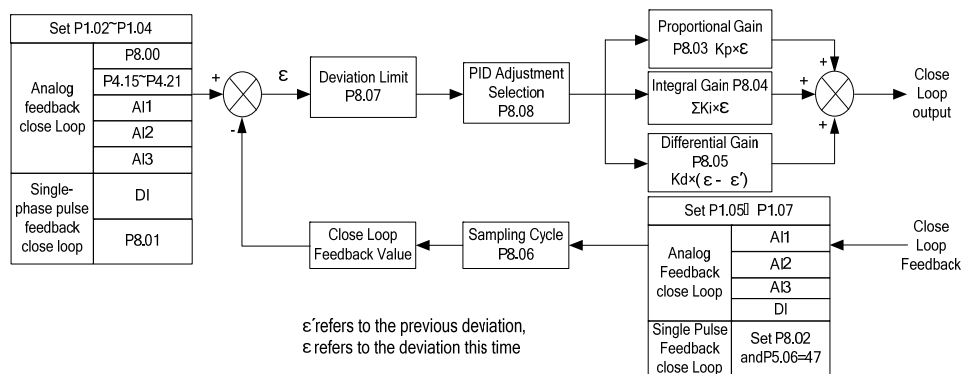 Set P1.02~P1.04
Analog
feedback
close Loop
P8.00
P4.15~P4.21
AI1
AI2
AI3
Single-
phase pulse
feedback
close loop
DI
P8.01
+
-
ε
Deviation Limit
P8.07
PID Adjustment
Selection
P8.08
Proportional Gain
P8.03 Kp×ε
Integral Gain P8.04
ΣKi×ε
Differential Gain
P8.05
Kd×(ε - ε′)
+
+
+
Close
Loop
output
Close Loop
Feedback Value
Sampling Cycle
P8.06
Set P1.05▯ P1.07
Analog
Feedback
close Loop
AI1
AI2
AI3
DI
Single Pulse
Feedback
close Loop
Set P8.02
andP5.06=47
Close
Loop
Feedback
ε′refers to the previous deviation,
ε refers to the deviation this time